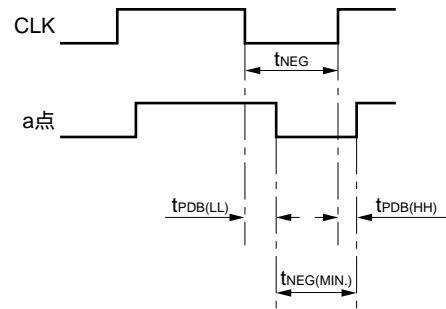 CLK
tNEG
a点
tPDB(LL)
tPDB(HH)
tNEG(MIN.)